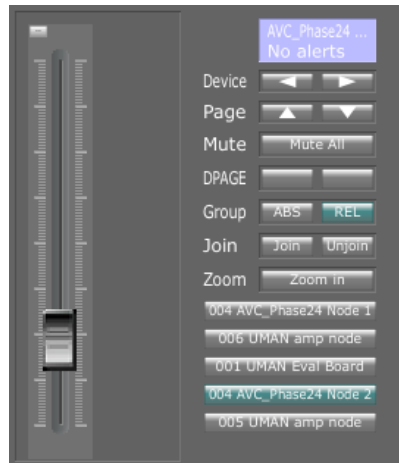 AVC_Phase24 ...
No alerts
Device
Page
Mute Mute All
DPAGE
Group ABS REL
Join Join Unjoin
Zoom Zoom in
004 AVC_Phase24 Node 1
006 UMAN amp node
001 UMAN Eval Board
004 AVC_Phase24 Node 2
005 UMAN amp node